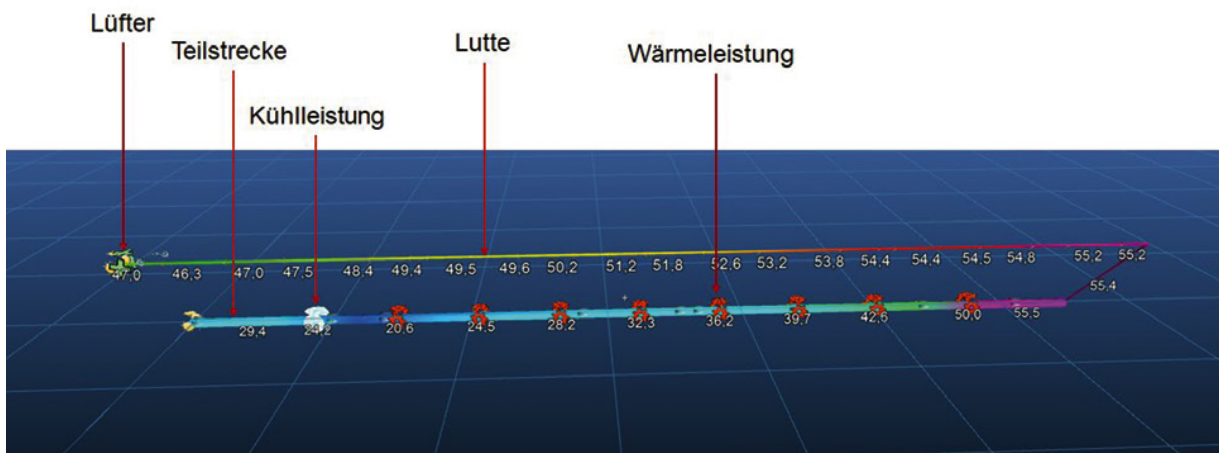 Lüfter
Teilstrecke
Lutte
Wärmeleistung
Kühlleistung
47,0 46,3 47,0 47,5 48,4 49,4 49,5 49,6 50,2 51,2 51,8 52,6 53,2 53,8 54,4 54,4 54,5 54,8 55,2 55,2
55,4
29,4 24,2 20,6 24,5 28,2 32,3 36,2 39,7 42,6 50,0 55,5